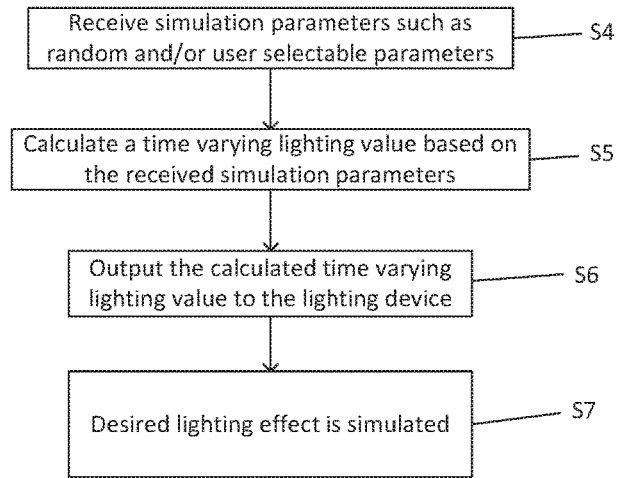 Receive simulation parameters such as
random and/or user selectable parameters
S4
Calculate a time varying lighting value based on
the received simulation parameters
S5
Output the calculated time varying
lighting value to the lighting device
S6
Desired lighting effect is simulated
S7